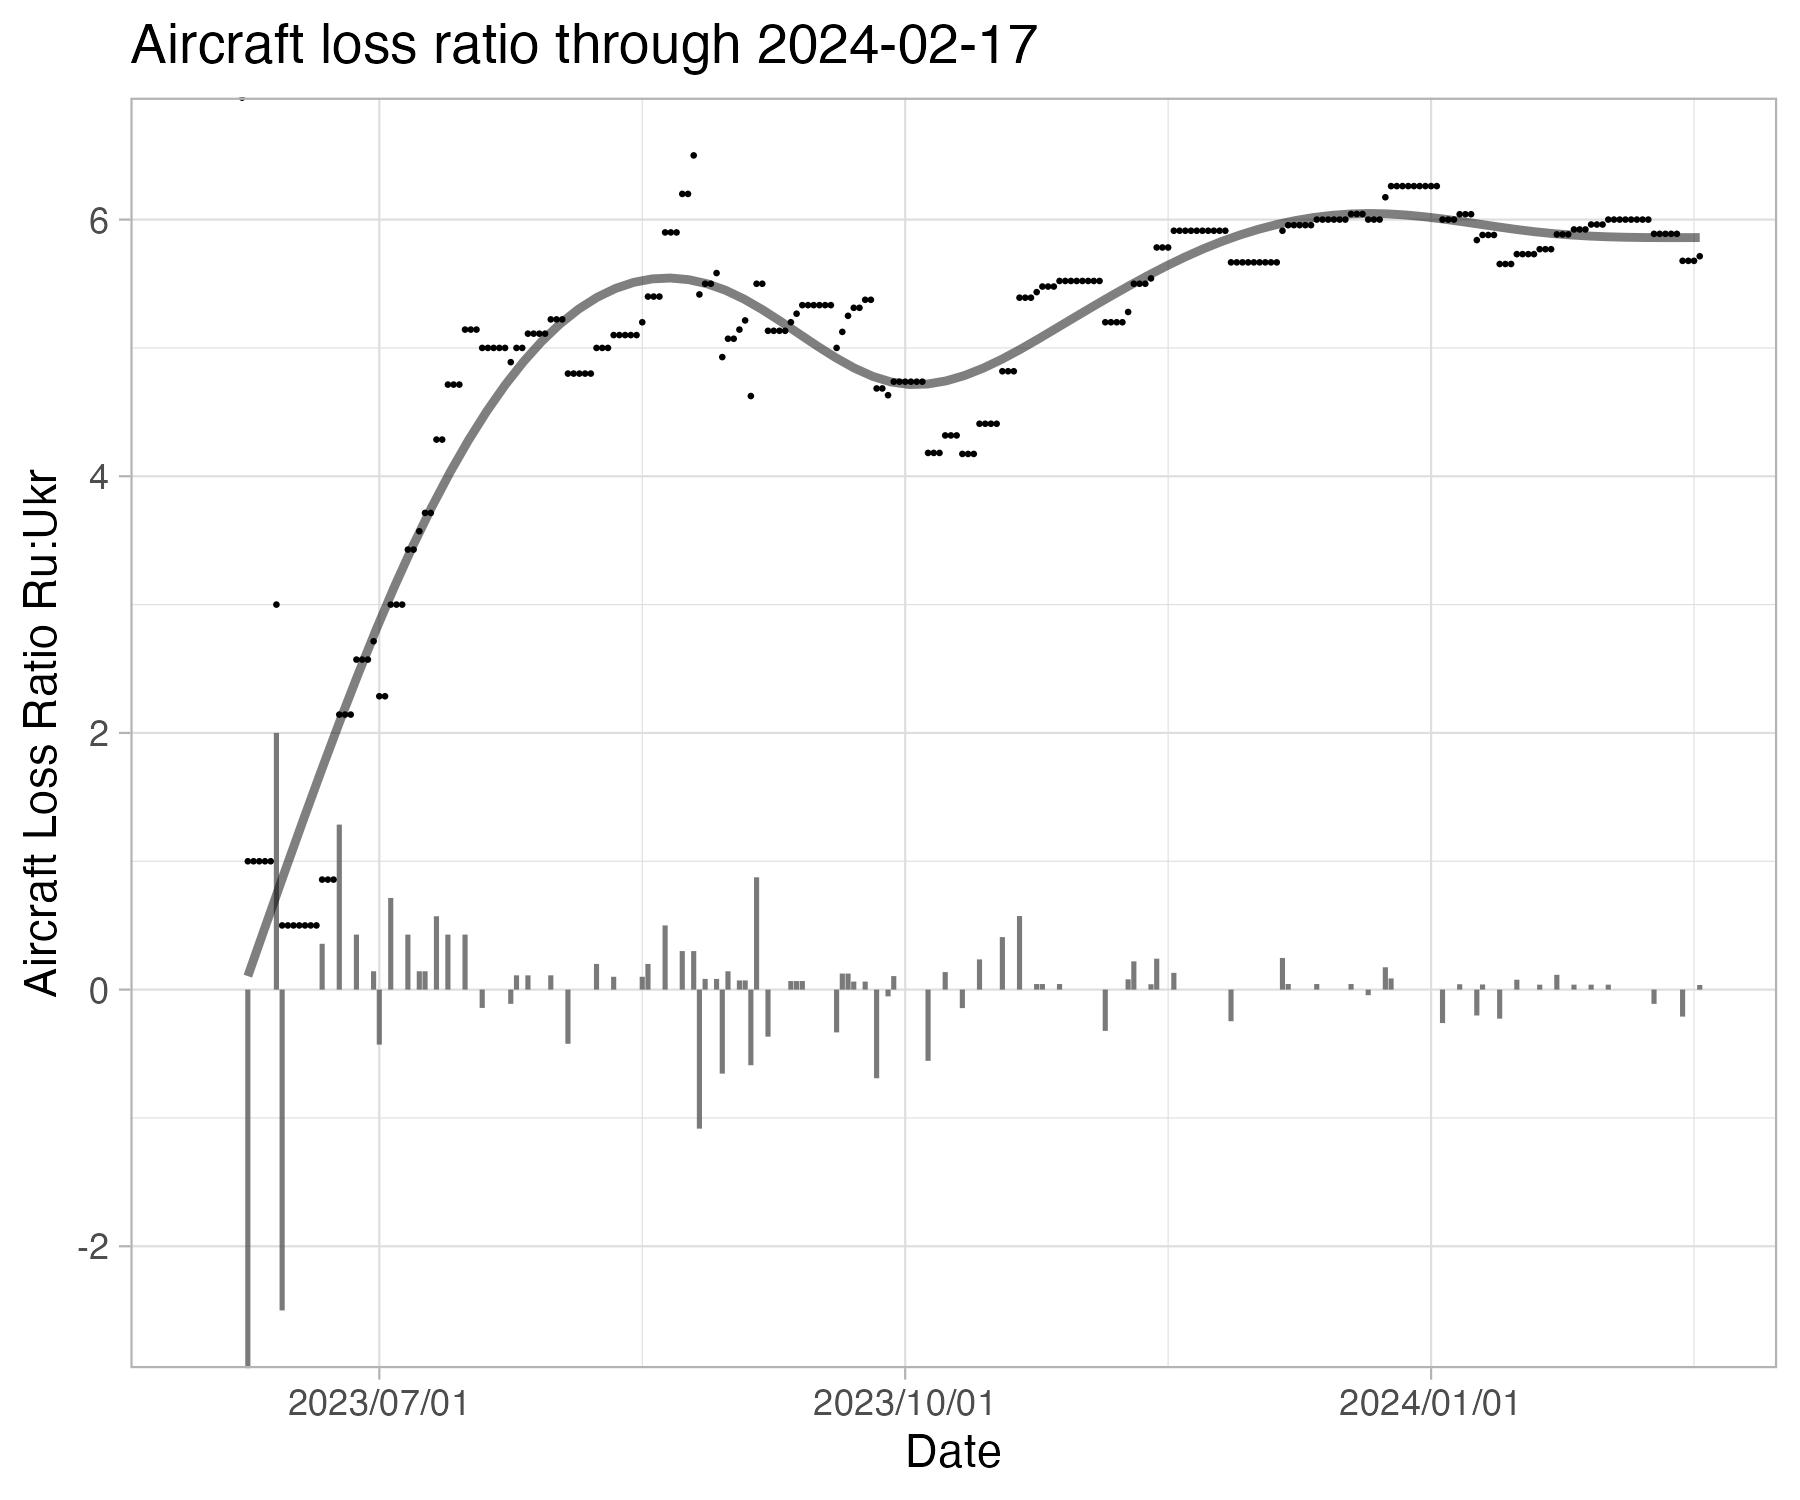 Aircraft loss ratio through 2024-02-17
Aircraft Loss Ratio Ru:Ukr
6
4
2
0
-2
2023/07/01
2023/10/01
2024/01/01
Date